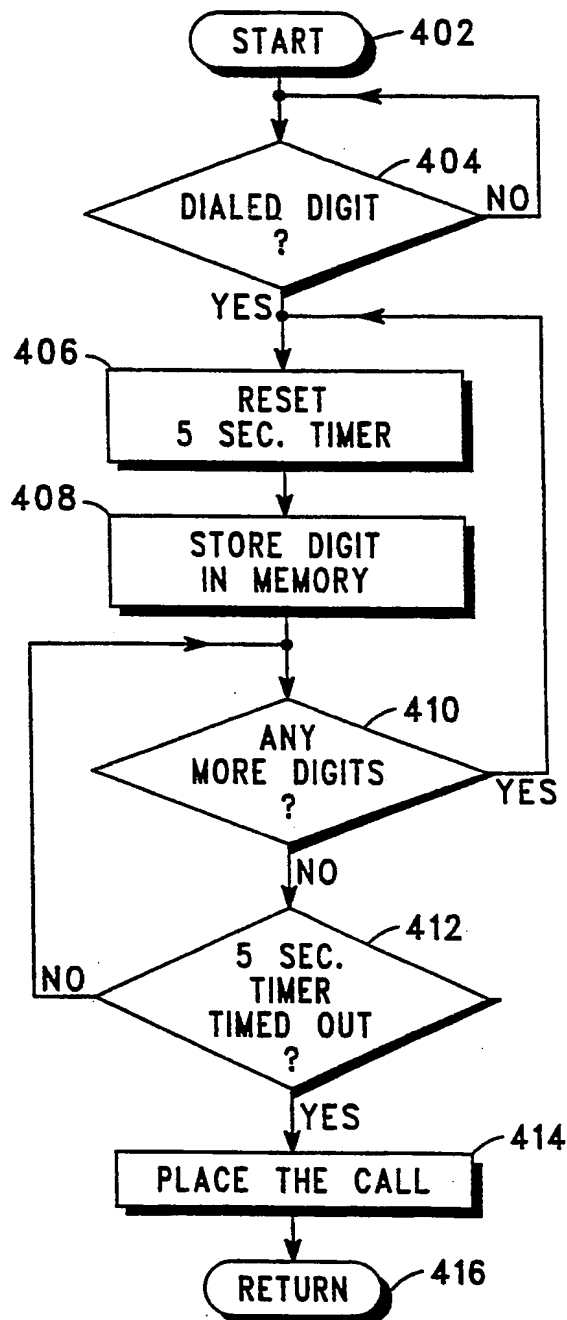 START
402
404
DIALED DIGIT
?
NO
YES
406
RESET
5 SEC. TIMER
408
STORE DIGIT
IN MEMORY
410
ANY
MORE DIGITS
?
YES
NO
412
5 SEC.
TIMER
TIMED OUT
?
NO
YES
414
PLACE THE CALL
RETURN
416